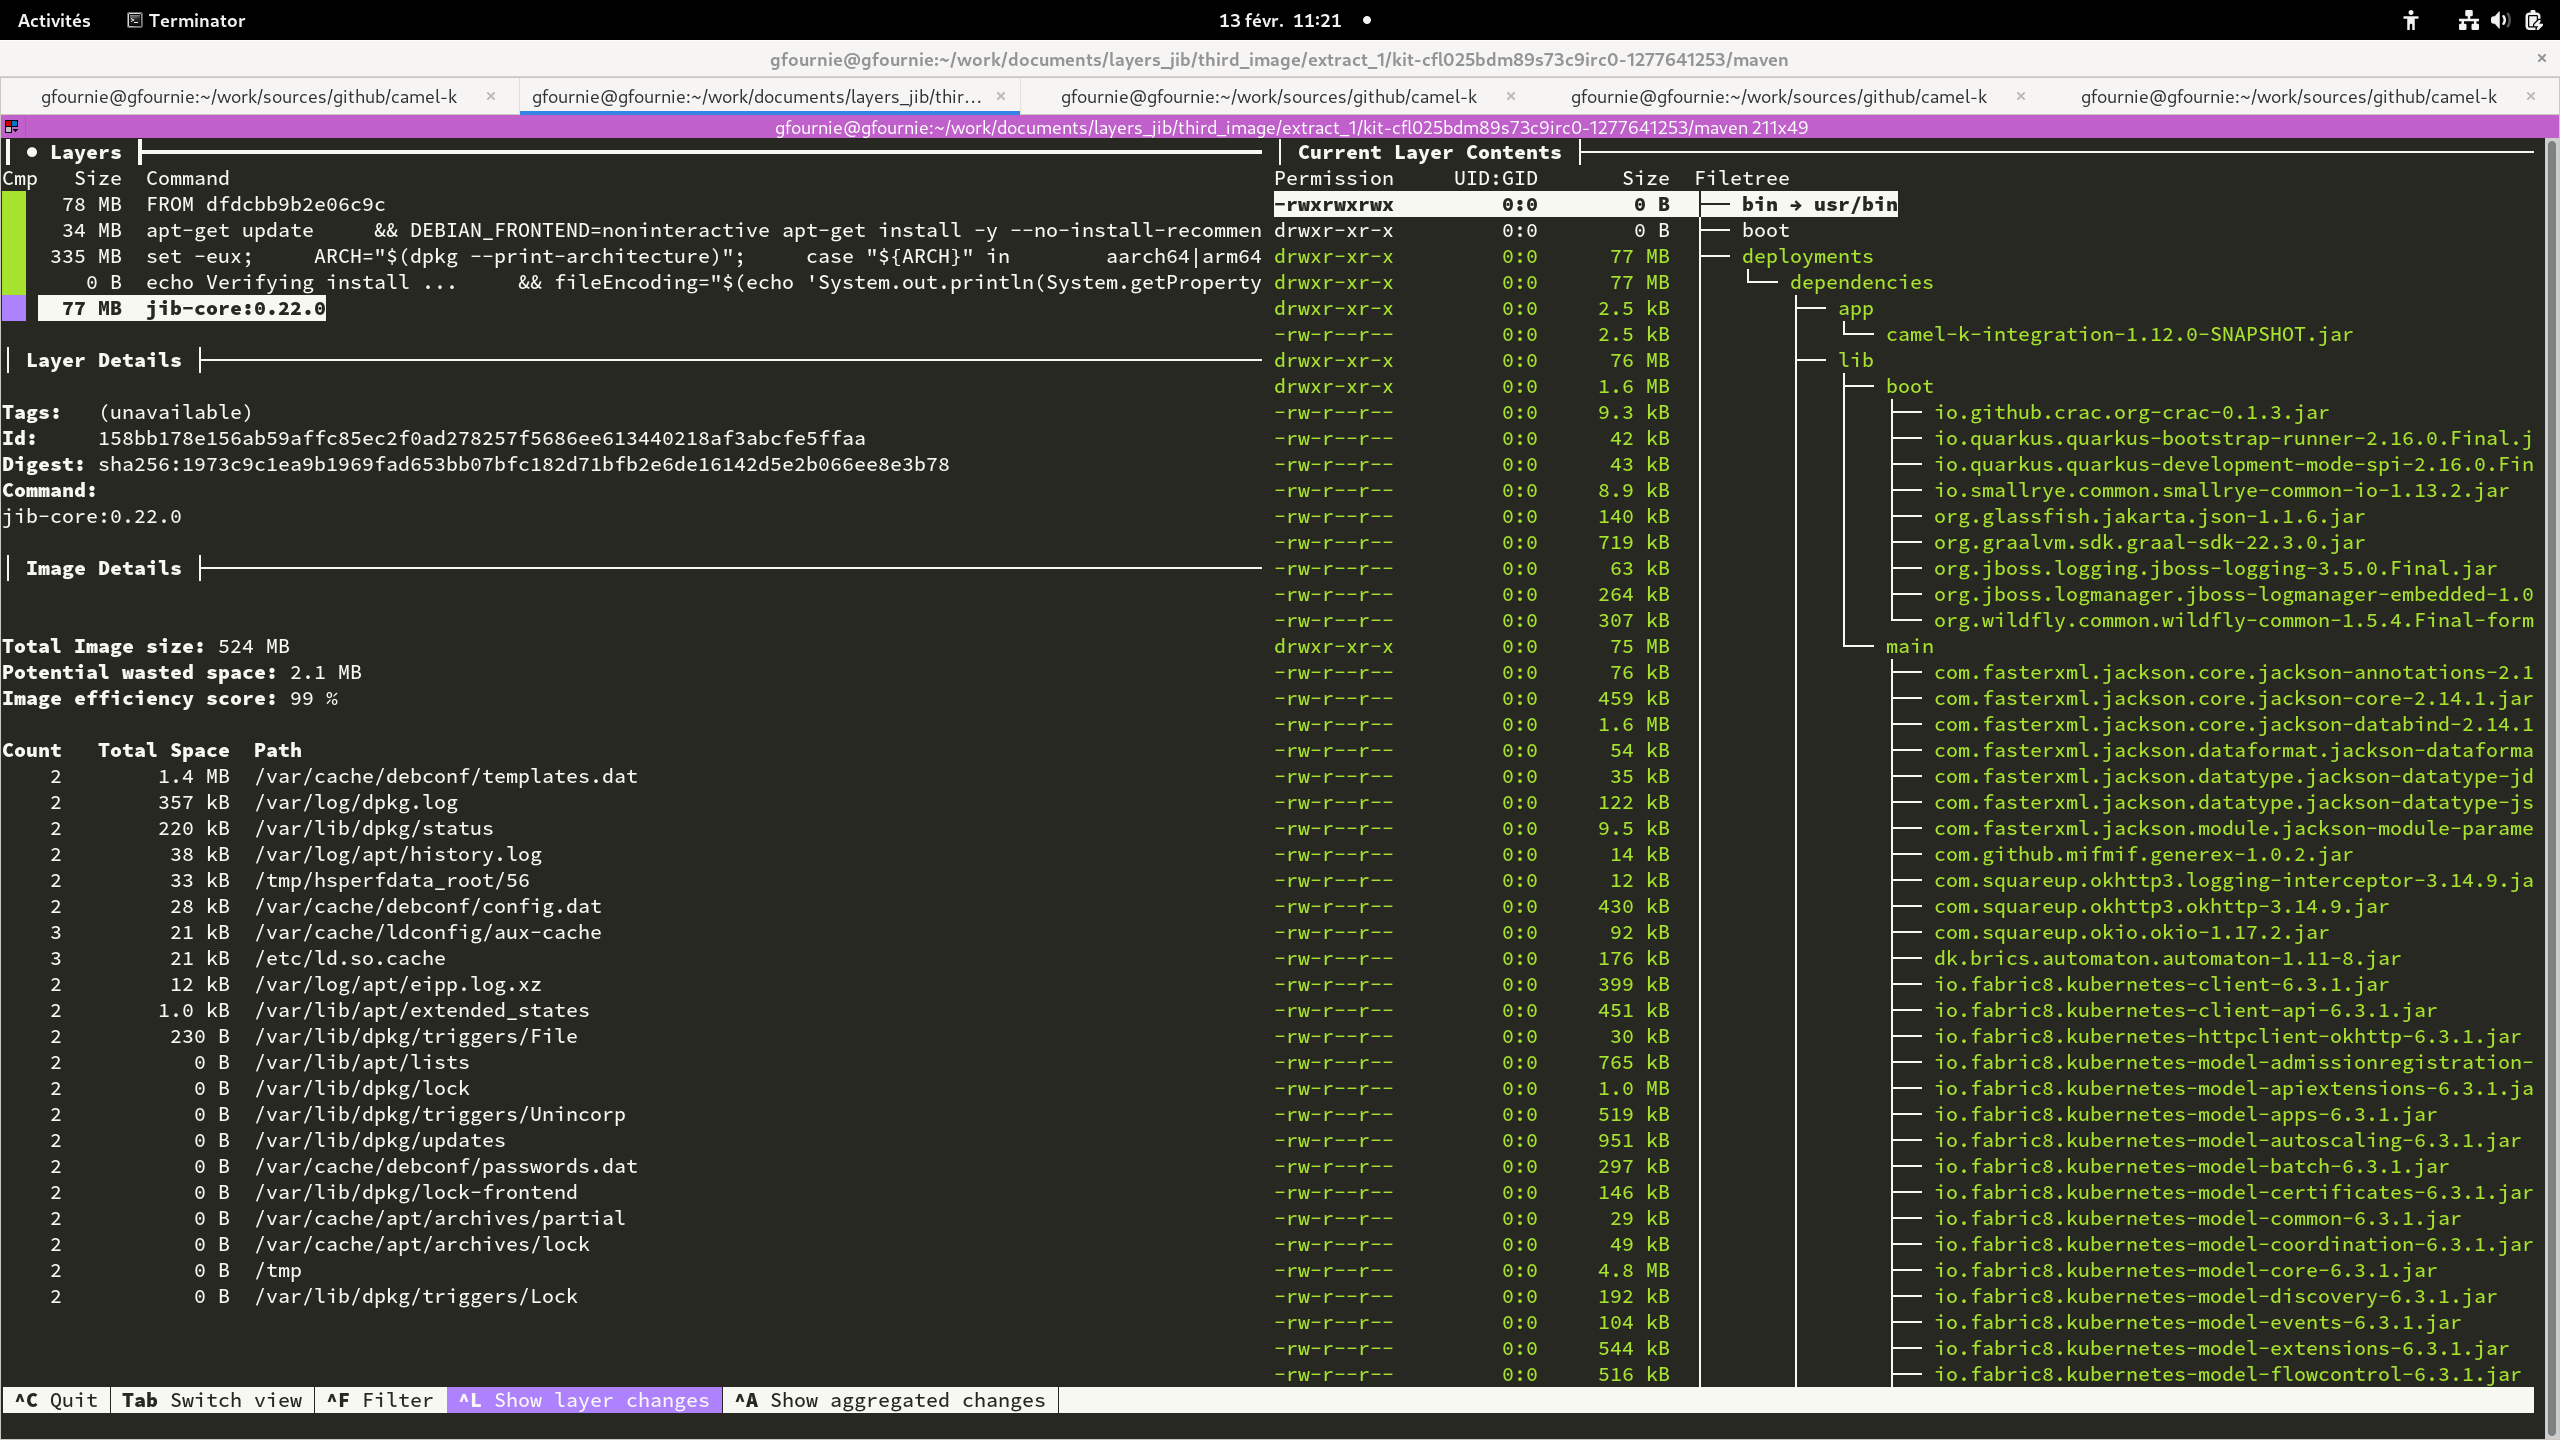 Activités
Terminator
13 févr. 11:21
gfournie@gfournie:~/work/documents/layers_jib/third_image/extract_1/kit-cfl025bdm89s73c9irc0-1277641253/maven
gfournie@gfournie:~/work/sources/github/camel-k
gfournie@gfournie:~/work/documents/layers_jib/thir...
gfournie@gfournie:~/work/sources/github/camel-k
gfournie@gfournie:~/work/sources/github/camel-k
gfournie@gfournie:~/work/sources/github/camel-k
gfournie@gfournie:~/work/documents/layers_jib/third_image/extract_1/kit-cfl025bdm89s73c9irc0-1277641253/maven 211x49
● Layers
Cmp Size Command
78 MB FROM dfdcbb9b2e06c9c
34 MB apt-get update && DEBIAN_FRONTEND=noninteractive apt-get install -y --no-install-recommen
335 MB set -eux; ARCH="$(dpkg --print-architecture)"; case "${ARCH}" in aarch64|arm64
0 B echo Verifying install ... && fileEncoding="$(echo 'System.out.println(System.getProperty
77 MB jib-core:0.22.0
Layer Details
Tags: (unavailable)
Id: 158bb178e156ab59affc85ec2f0ad278257f5686ee613440218af3abcfe5ffaa
Digest: sha256:1973c9c1ea9b1969fad653bb07bfc182d71bfb2e6de16142d5e2b066ee8e3b78
Command:
jib-core:0.22.0
Image Details
Total Image size: 524 MB
Potential wasted space: 2.1 MB
Image efficiency score: 99 %
Count Total Space Path
2 1.4 MB /var/cache/debconf/templates.dat
2 357 kB /var/log/dpkg.log
2 220 kB /var/lib/dpkg/status
2 38 kB /var/log/apt/history.log
2 33 kB /tmp/hsperfdata_root/56
2 28 kB /var/cache/debconf/config.dat
3 21 kB /var/cache/ldconfig/aux-cache
3 21 kB /etc/ld.so.cache
2 12 kB /var/log/apt/eipp.log.xz
2 1.0 kB /var/lib/apt/extended_states
2 230 B /var/lib/dpkg/triggers/File
2 0 B /var/lib/apt/lists
2 0 B /var/lib/dpkg/lock
2 0 B /var/lib/dpkg/triggers/Unincorp
2 0 B /var/lib/dpkg/updates
2 0 B /var/cache/debconf/passwords.dat
2 0 B /var/lib/dpkg/lock-frontend
2 0 B /var/cache/apt/archives/partial
2 0 B /var/cache/apt/archives/lock
2 0 B /tmp
2 0 B /var/lib/dpkg/triggers/Lock
Current Layer Contents
Permission UID:GID Size Filetree
-rwxrwxrwx 0:0 0 B ├── bin → usr/bin
drwxr-xr-x 0:0 0 B ├── boot
drwxr-xr-x 0:0 77 MB ├── deployments
drwxr-xr-x 0:0 77 MB │ └── dependencies
drwxr-xr-x 0:0 2.5 kB │ ├── app
-rw-r--r-- 0:0 2.5 kB │ │ └── camel-k-integration-1.12.0-SNAPSHOT.jar
drwxr-xr-x 0:0 76 MB │ ├── lib
drwxr-xr-x 0:0 1.6 MB │ │ ├── boot
-rw-r--r-- 0:0 9.3 kB │ │ │ ├── io.github.crac.org-crac-0.1.3.jar
-rw-r--r-- 0:0 42 kB │ │ │ ├── io.quarkus.quarkus-bootstrap-runner-2.16.0.Final.j
-rw-r--r-- 0:0 43 kB │ │ │ ├── io.quarkus.quarkus-development-mode-spi-2.16.0.Fin
-rw-r--r-- 0:0 8.9 kB │ │ │ ├── io.smallrye.common.smallrye-common-io-1.13.2.jar
-rw-r--r-- 0:0 140 kB │ │ │ ├── org.glassfish.jakarta.json-1.1.6.jar
-rw-r--r-- 0:0 719 kB │ │ │ ├── org.graalvm.sdk.graal-sdk-22.3.0.jar
-rw-r--r-- 0:0 63 kB │ │ │ ├── org.jboss.logging.jboss-logging-3.5.0.Final.jar
-rw-r--r-- 0:0 264 kB │ │ │ ├── org.jboss.logmanager.jboss-logmanager-embedded-1.0
-rw-r--r-- 0:0 307 kB │ │ │ └── org.wildfly.common.wildfly-common-1.5.4.Final-form
drwxr-xr-x 0:0 75 MB │ │ └── main
-rw-r--r-- 0:0 76 kB │ │ ├── com.fasterxml.jackson.core.jackson-annotations-2.1
-rw-r--r-- 0:0 459 kB │ │ ├── com.fasterxml.jackson.core.jackson-core-2.14.1.jar
-rw-r--r-- 0:0 1.6 MB │ │ ├── com.fasterxml.jackson.core.jackson-databind-2.14.1
-rw-r--r-- 0:0 54 kB │ │ ├── com.fasterxml.jackson.dataformat.jackson-dataforma
-rw-r--r-- 0:0 35 kB │ │ ├── com.fasterxml.jackson.datatype.jackson-datatype-jd
-rw-r--r-- 0:0 122 kB │ │ ├── com.fasterxml.jackson.datatype.jackson-datatype-js
-rw-r--r-- 0:0 9.5 kB │ │ ├── com.fasterxml.jackson.module.jackson-module-parame
-rw-r--r-- 0:0 14 kB │ │ ├── com.github.mifmif.generex-1.0.2.jar
-rw-r--r-- 0:0 12 kB │ │ ├── com.squareup.okhttp3.logging-interceptor-3.14.9.ja
-rw-r--r-- 0:0 430 kB │ │ ├── com.squareup.okhttp3.okhttp-3.14.9.jar
-rw-r--r-- 0:0 92 kB │ │ ├── com.squareup.okio.okio-1.17.2.jar
-rw-r--r-- 0:0 176 kB │ │ ├── dk.brics.automaton.automaton-1.11-8.jar
-rw-r--r-- 0:0 399 kB │ │ ├── io.fabric8.kubernetes-client-6.3.1.jar
-rw-r--r-- 0:0 451 kB │ │ ├── io.fabric8.kubernetes-client-api-6.3.1.jar
-rw-r--r-- 0:0 30 kB │ │ ├── io.fabric8.kubernetes-httpclient-okhttp-6.3.1.jar
-rw-r--r-- 0:0 765 kB │ │ ├── io.fabric8.kubernetes-model-admissionregistration-
-rw-r--r-- 0:0 1.0 MB │ │ ├── io.fabric8.kubernetes-model-apiextensions-6.3.1.ja
-rw-r--r-- 0:0 519 kB │ │ ├── io.fabric8.kubernetes-model-apps-6.3.1.jar
-rw-r--r-- 0:0 951 kB │ │ ├── io.fabric8.kubernetes-model-autoscaling-6.3.1.jar
-rw-r--r-- 0:0 297 kB │ │ ├── io.fabric8.kubernetes-model-batch-6.3.1.jar
-rw-r--r-- 0:0 146 kB │ │ ├── io.fabric8.kubernetes-model-certificates-6.3.1.jar
-rw-r--r-- 0:0 29 kB │ │ ├── io.fabric8.kubernetes-model-common-6.3.1.jar
-rw-r--r-- 0:0 49 kB │ │ ├── io.fabric8.kubernetes-model-coordination-6.3.1.jar
-rw-r--r-- 0:0 4.8 MB │ │ ├── io.fabric8.kubernetes-model-core-6.3.1.jar
-rw-r--r-- 0:0 192 kB │ │ ├── io.fabric8.kubernetes-model-discovery-6.3.1.jar
-rw-r--r-- 0:0 104 kB │ │ ├── io.fabric8.kubernetes-model-events-6.3.1.jar
-rw-r--r-- 0:0 544 kB │ │ ├── io.fabric8.kubernetes-model-extensions-6.3.1.jar
-rw-r--r-- 0:0 516 kB │ │ ├── io.fabric8.kubernetes-model-flowcontrol-6.3.1.jar
^C Quit Tab Switch view ^F Filter ^L Show layer changes ^A Show aggregated changes